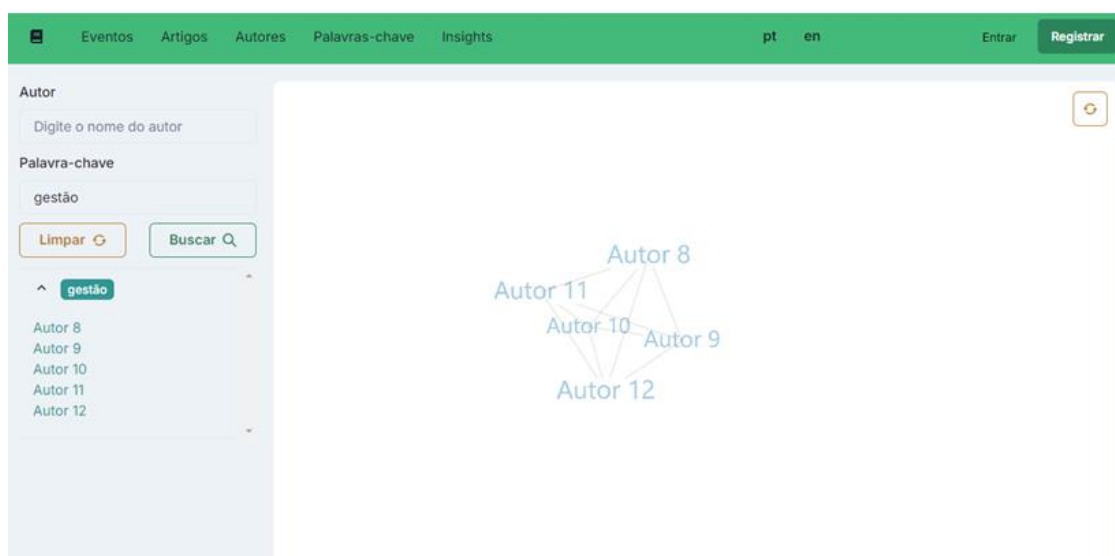 Eventos Artigos Autores Palavras-chave Insights pt en Entrar Registrar
Autor
Digite o nome do autor
Palavra-chave
gestão
Limpar Buscar
gestão
Autor 8
Autor 9
Autor 10
Autor 11
Autor 12
Autor 8
Autor 11
Autor 10
Autor 9
Autor 12